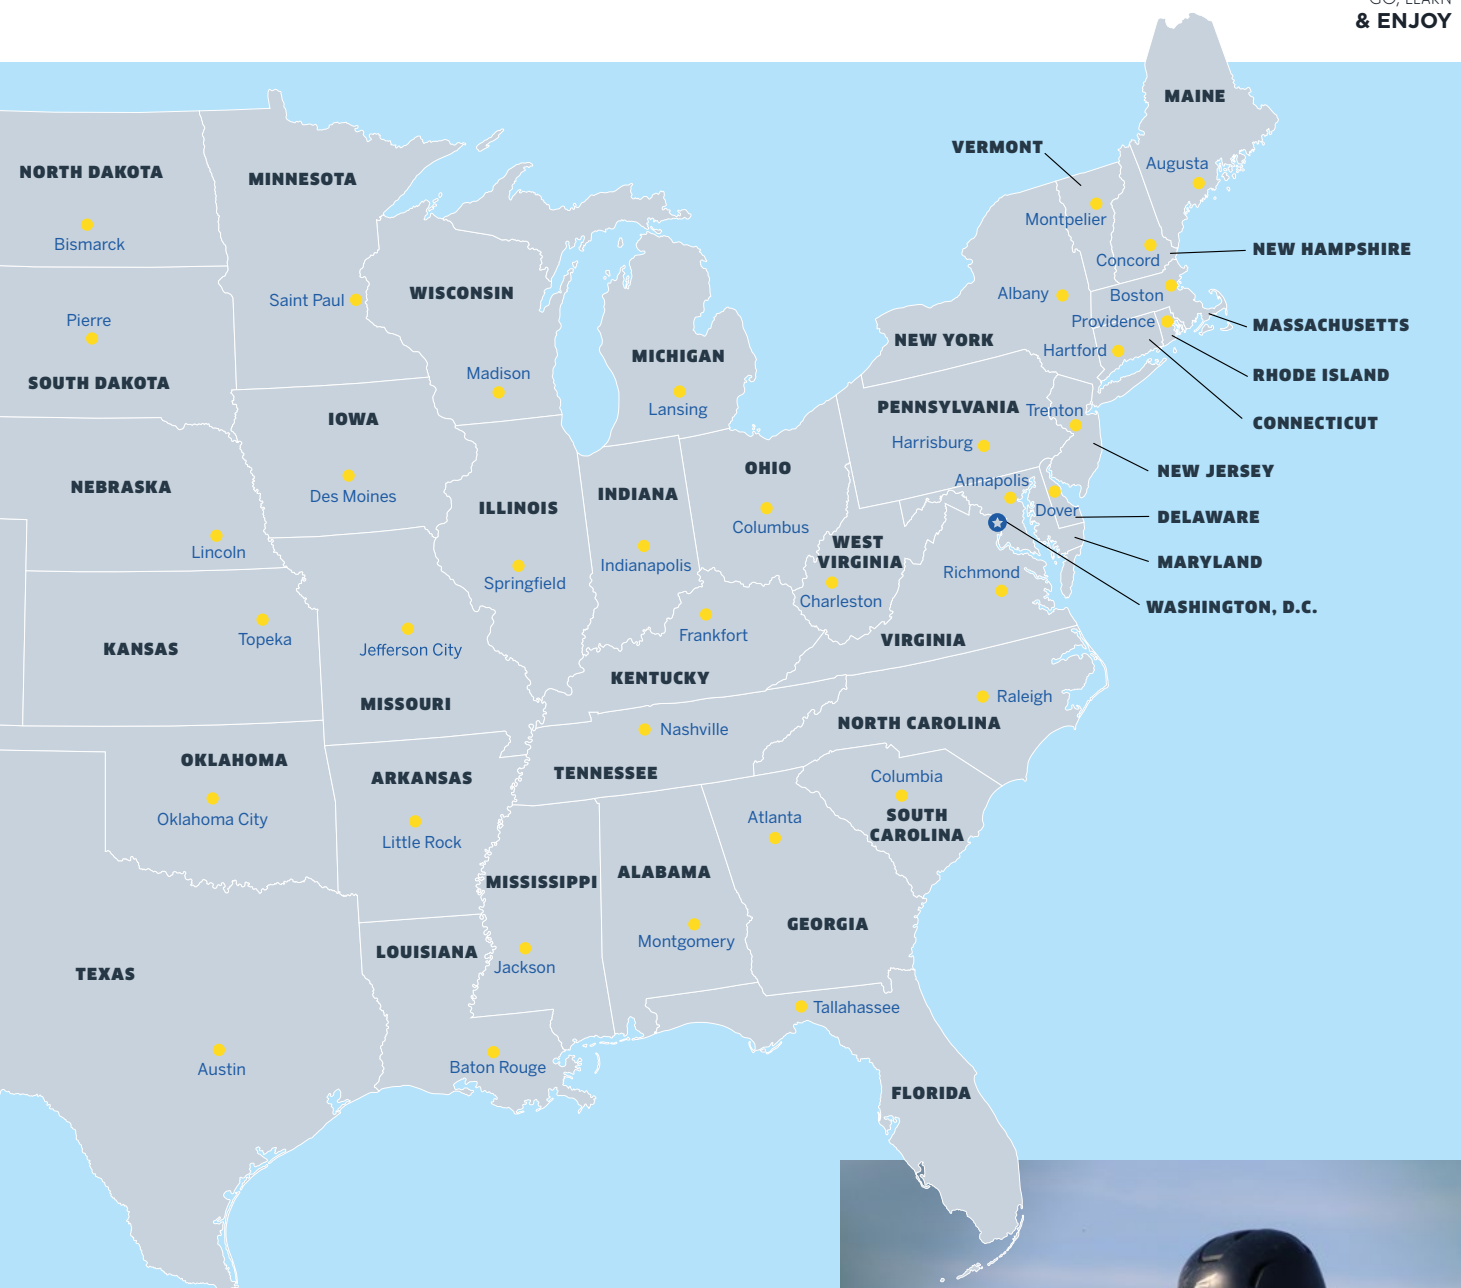 GO, LEARN
& ENJOY
MAINE
VERMONT
Augusta
NORTH DAKOTA
MINNESOTA
Montpelier
Bismarck
NEW HAMPSHIRE
Concord
Saint Paul
WISCONSIN
Albany
Boston
Pierre
Providence
MASSACHUSETTS
NEW YORK
Hartford
MICHIGAN
Madison
RHODE ISLAND
SOUTH DAKOTA
Lansing
PENNSYLVANIA
Trenton
IOWA
CONNECTICUT
Harrisburg
OHIO
NEW JERSEY
NEBRASKA
Annapolis
Des Moines
INDIANA
ILLINOIS
Dover
DELAWARE
Columbus
WEST
VIRGINIA
Lincoln
Indianapolis
MARYLAND
Springfield
Richmond
Charleston
WASHINGTON, D.C.
Topeka
Frankfort
VIRGINIA
KANSAS
Jefferson City
KENTUCKY
MISSOURI
Raleigh
NORTH CAROLINA
Nashville
OKLAHOMA
TENNESSEE
ARKANSAS
Columbia
Oklahoma City
Atlanta
SOUTH
CAROLINA
Little Rock
MISSISSIPPI
ALABAMA
GEORGIA
Montgomery
LOUISIANA
Jackson
TEXAS
Tallahassee
Austin
Baton Rouge
FLORIDA